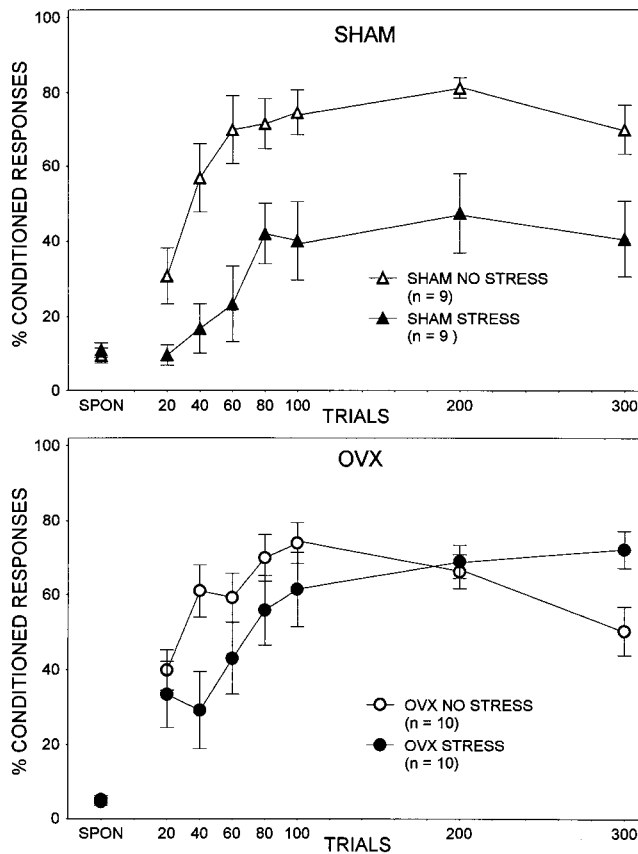 100
SHAM
80
60
40
20
0
% CONDITIONED RESPONSES
SHAM NO STRESS
(n = 9)
SHAM STRESS
(n = 9 )
SPON 20 40 60 80 100 200 300
TRIALS
100
OVX
80
60
40
20
0
% CONDITIONED RESPONSES
OVX NO STRESS
(n = 10)
OVX STRESS
(n = 10)
SPON 20 40 60 80 100 200 300
TRIALS